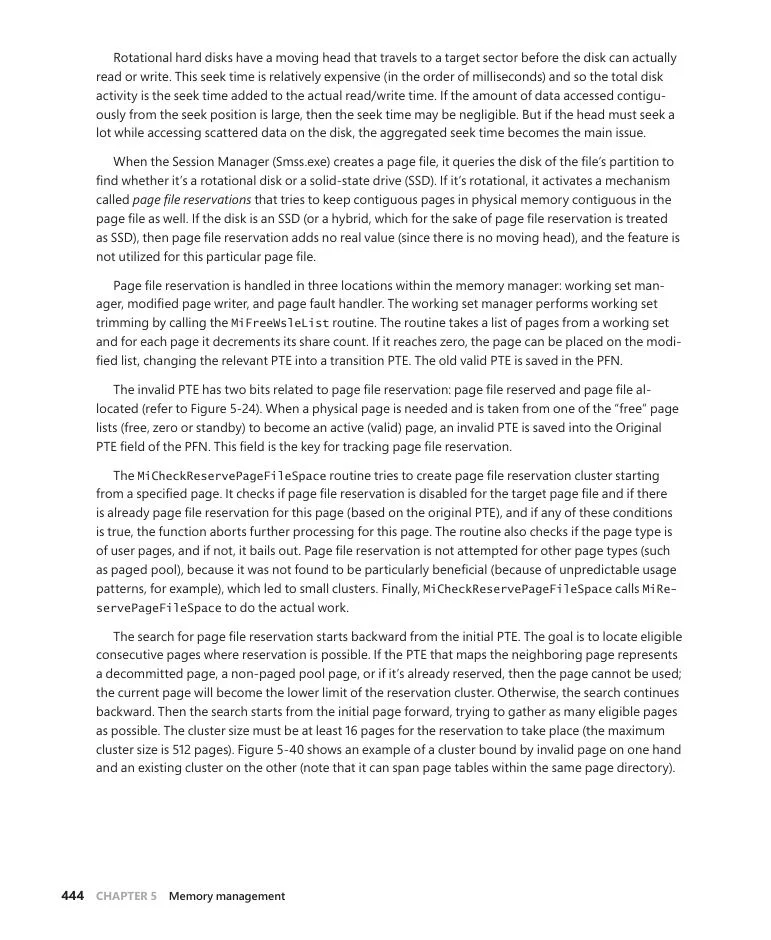 Rotational hard disks have a moving head that travels to a target sector before the disk can actually
read or write. This seek time is relatively expensive (in the order of milliseconds) and so the total disk
activity is the seek time added to the actual read/write time. If the amount of data accessed contigu-
ously from the seek position is large, then the seek time may be negligible. But if the head must seek a
lot while accessing scattered data on the disk, the aggregated seek time becomes the main issue.
When the Session Manager (Smss.exe) creates a page file, it queries the disk of the file’s partition to
find whether it’s a rotational disk or a solid-state drive (SSD). If it’s rotational, it activates a mechanism
called page file reservations that tries to keep contiguous pages in physical memory contiguous in the
page file as well. If the disk is an SSD (or a hybrid, which for the sake of page file reservation is treated
as SSD), then page file reservation adds no real value (since there is no moving head), and the feature is
not utilized for this particular page file.
Page file reservation is handled in three locations within the memory manager: working set man-
ager, modified page writer, and page fault handler. The working set manager performs working set
trimming by calling the MiFreeWsleList routine. The routine takes a list of pages from a working set
and for each page it decrements its share count. If it reaches zero, the page can be placed on the modi-
fied list, changing the relevant PTE into a transition PTE. The old valid PTE is saved in the PFN.
The invalid PTE has two bits related to page file reservation: page file reserved and page file al-
located (refer to Figure 5-24). When a physical page is needed and is taken from one of the “free” page
lists (free, zero or standby) to become an active (valid) page, an invalid PTE is saved into the Original
PTE field of the PFN. This field is the key for tracking page file reservation.
The MiCheckReservePageFileSpace routine tries to create page file reservation cluster starting
from a specified page. It checks if page file reservation is disabled for the target page file and if there
is already page file reservation for this page (based on the original PTE), and if any of these conditions
is true, the function aborts further processing for this page. The routine also checks if the page type is
of user pages, and if not, it bails out. Page file reservation is not attempted for other page types (such
as paged pool), because it was not found to be particularly beneficial (because of unpredictable usage
patterns, for example), which led to small clusters. Finally, MiCheckReservePageFileSpace calls MiRe-
servePageFileSpace to do the actual work.
The search for page file reservation starts backward from the initial PTE. The goal is to locate eligible
consecutive pages where reservation is possible. If the PTE that maps the neighboring page represents
a decommitted page, a non-paged pool page, or if it’s already reserved, then the page cannot be used;
the current page will become the lower limit of the reservation cluster. Otherwise, the search continues
backward. Then the search starts from the initial page forward, trying to gather as many eligible pages
as possible. The cluster size must be at least 16 pages for the reservation to take place (the maximum
cluster size is 512 pages). Figure 5-40 shows an example of a cluster bound by invalid page on one hand
and an existing cluster on the other (note that it can span page tables within the same page directory).
444 CHAPTER 5 Memory management